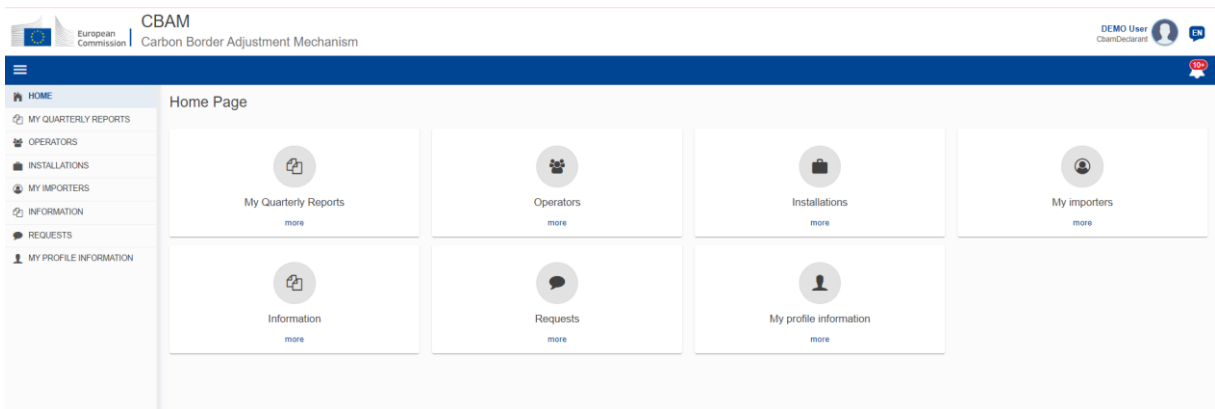 European
Commission
CBAM
Carbon Border Adjustment Mechanism
DEMO User
CbamDeclarant
EN
10+
HOME
MY QUARTERLY REPORTS
OPERATORS
INSTALLATIONS
MY IMPORTERS
INFORMATION
REQUESTS
MY PROFILE INFORMATION
Home Page
My Quarterly Reports
more
Operators
more
Installations
more
My importers
more
Information
more
Requests
more
My profile information
more